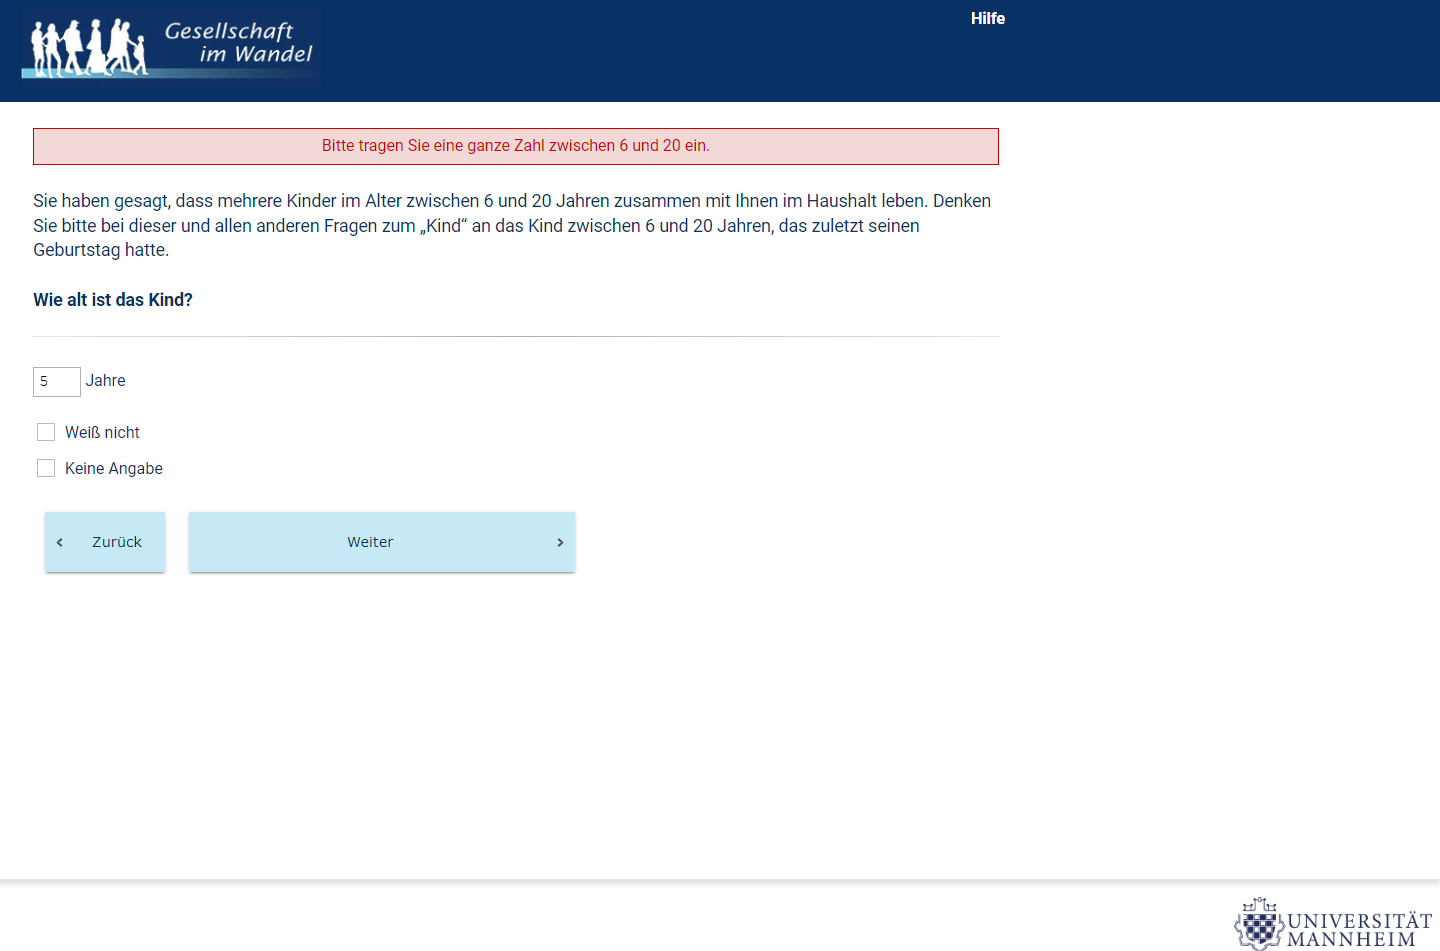 Gesellschaft
im Wandel
Hilfe
Bitte tragen Sie eine ganze Zahl zwischen 6 und 20 ein.
Sie haben gesagt, dass mehrere Kinder im Alter zwischen 6 und 20 Jahren zusammen mit Ihnen im Haushalt leben. Denken
Sie bitte bei dieser und allen anderen Fragen zum „Kind“ an das Kind zwischen 6 und 20 Jahren, das zuletzt seinen
Geburtstag hatte.
Wie alt ist das Kind?
5 Jahre
Weiß nicht
Keine Angabe
‹ Zurück
Weiter ›
UNIVERSITÄT
MANNHEIM